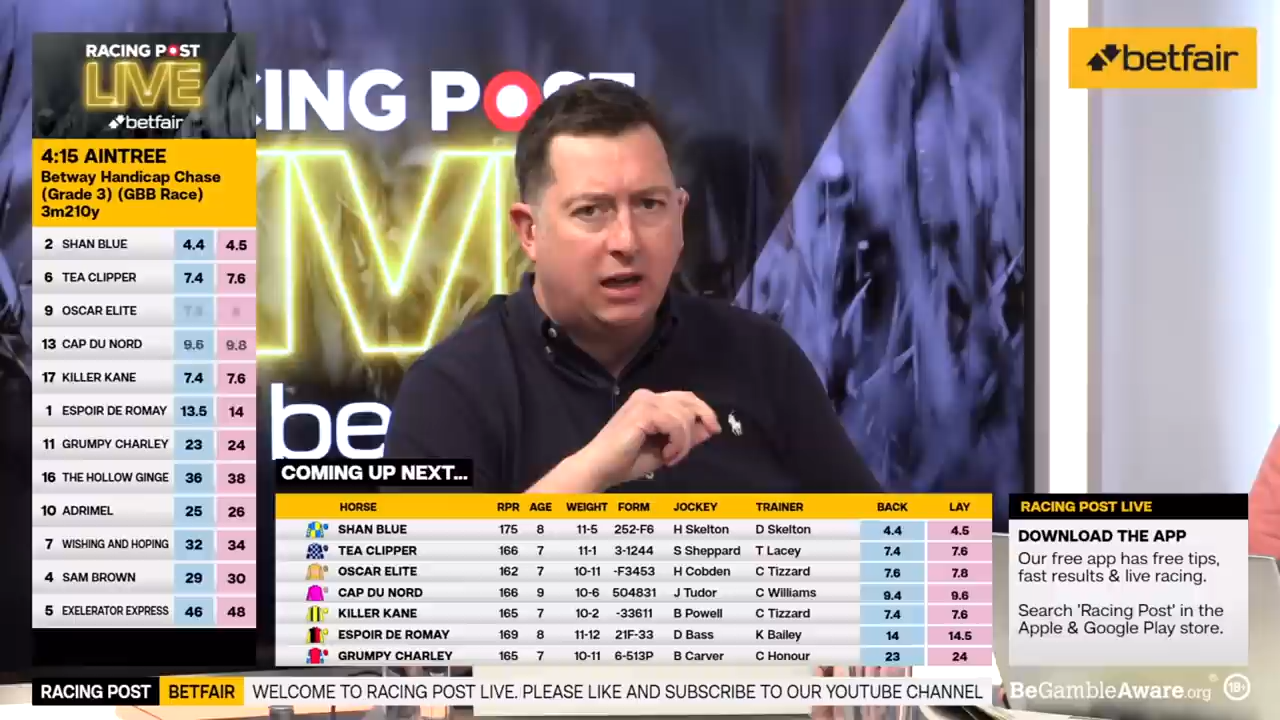 RACING POST
LIVE
betfair
4:15 AINTREE
Betway Handicap Chase
(Grade 3) (GBB Race)
3m210y
2 SHAN BLUE 4.4 4.5
6 TEA CLIPPER 7.4 7.6
9 OSCAR ELITE 8
13 CAP DU NORD 9.6 9.8
17 KILLER KANE 7.4 7.6
1 ESPOIR DE ROMAY 13.5 14
11 GRUMPY CHARLEY 23 24
16 THE HOLLOW GINGE 36 38
10 ADRIMEL 25 26
7 WISHING AND HOPING 32 34
4 SAM BROWN 29 30
5 EXELERATOR EXPRESS 46 48
CING POST
be
betfair
COMING UP NEXT...
HORSE RPR AGE WEIGHT FORM JOCKEY TRAINER BACK LAY
SHAN BLUE 175 8 11-5 252-F6 H Skelton D Skelton 4.4 4.5
TEA CLIPPER 166 7 11-1 3-1244 S Sheppard T Lacey 7.4 7.6
OSCAR ELITE 162 7 10-11 -F3453 H Cobden C Tizzard 7.6 7.8
CAP DU NORD 166 9 10-6 504831 J Tudor C Williams 9.4 9.6
KILLER KANE 165 7 10-2 -33611 B Powell C Tizzard 7.4 7.6
ESPOIR DE ROMAY 169 8 11-12 21F-33 D Bass K Bailey 14 14.5
GRUMPY CHARLEY 165 7 10-11 6-513P B Carver C Honour 23 24
RACING POST LIVE
DOWNLOAD THE APP
Our free app has free tips,
fast results & live racing.
Search 'Racing Post' in the
Apple & Google Play store.
RACING POST BETFAIR WELCOME TO RACING POST LIVE. PLEASE LIKE AND SUBSCRIBE TO OUR YOUTUBE CHANNEL
BeGambleAware.org 18+